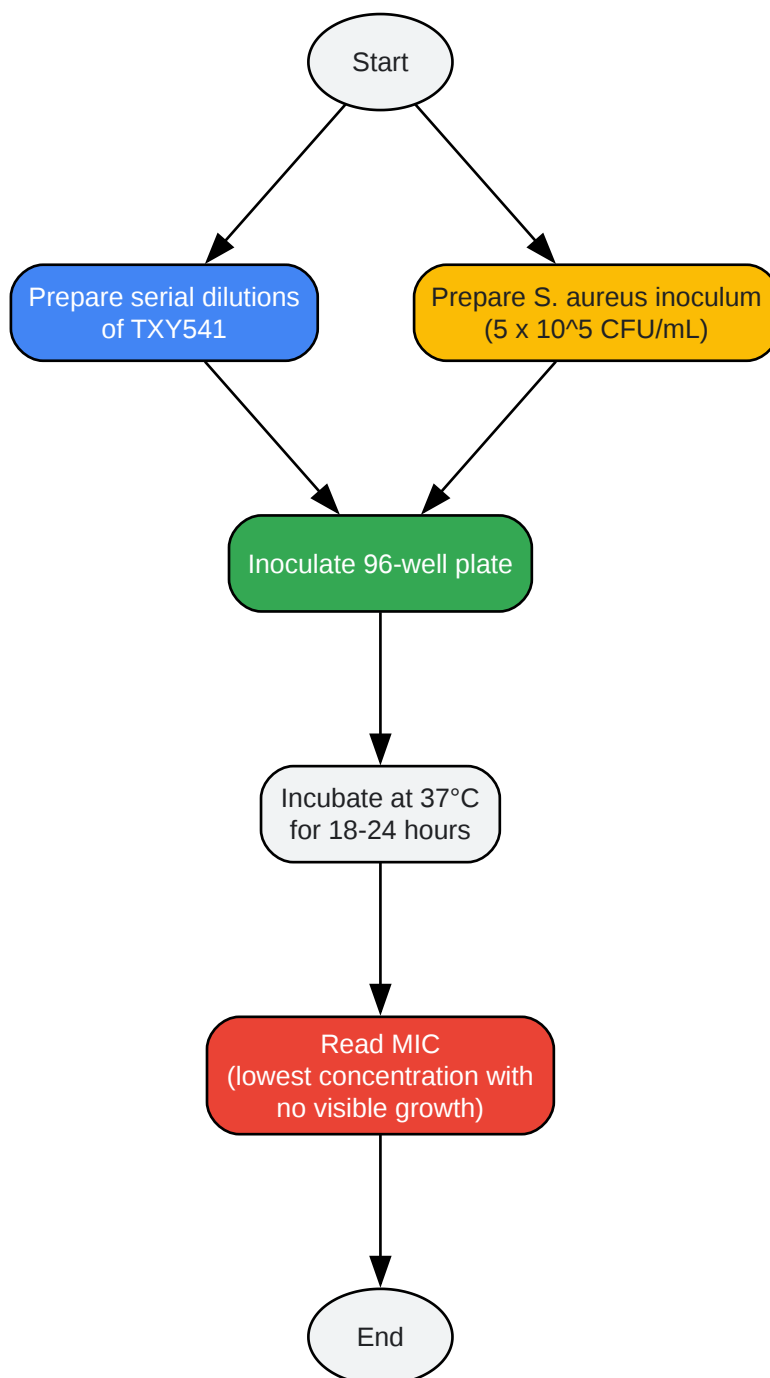 Start
Prepare serial dilutions
of TXY541
Prepare S. aureus inoculum
(5 x 10^5 CFU/mL)
Inoculate 96-well plate
Incubate at 37°C
for 18-24 hours
Read MIC
(lowest concentration with
no visible growth)
End